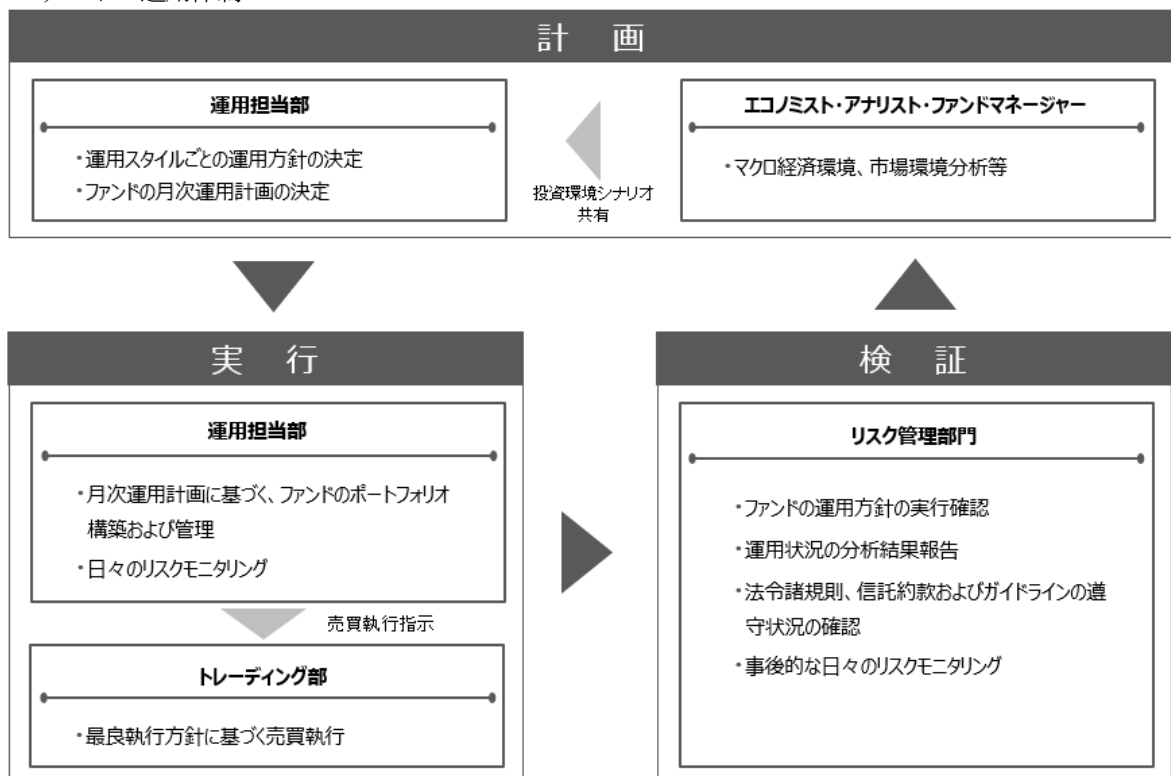 計 画
運用担当部
・運用スタイルごとの運用方針の決定
・ファンドの月次運用計画の決定
投資環境シナリオ
共有
エコノミスト・アナリスト・ファンドマネージャー
・マクロ経済環境、市場環境分析等
実 行
運用担当部
・月次運用計画に基づく、ファンドのポートフォリオ
構築および管理
・日々のリスクモニタリング
売買執行指示
トレーディング部
・最良執行方針に基づく売買執行
検 証
リスク管理部門
・ファンドの運用方針の実行確認
・運用状況の分析結果報告
・法令諸規則、信託約款およびガイドラインの遵
守状況の確認
・事後的な日々のリスクモニタリング